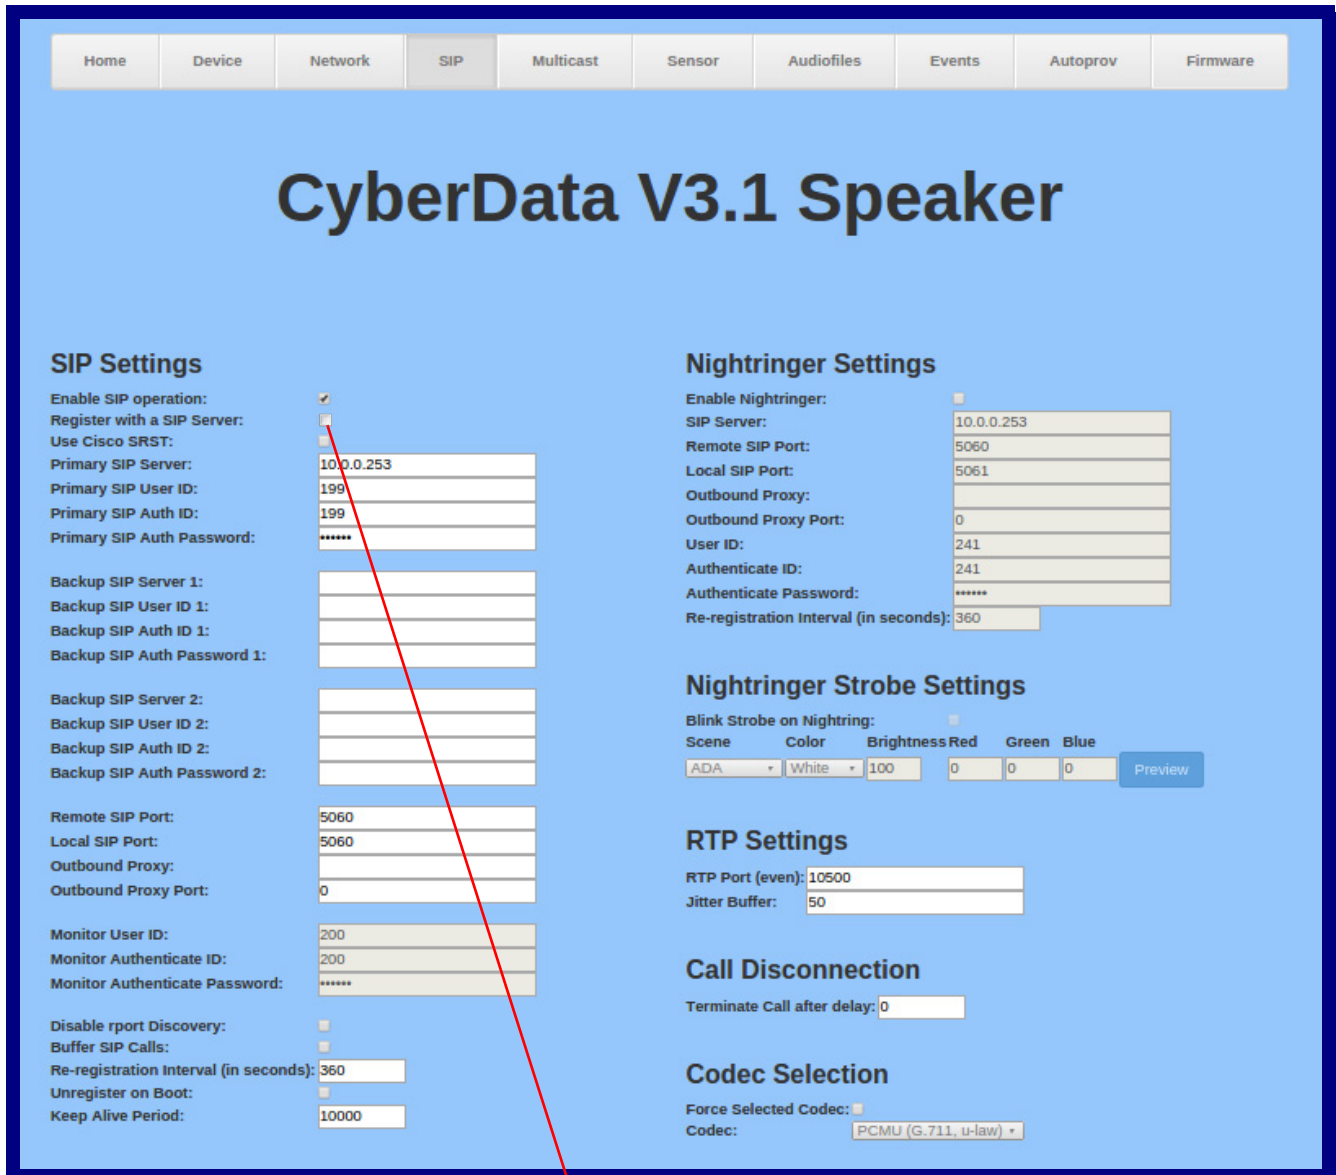 Home Device Network SIP Multicast Sensor Audiofiles Events Autoprov Firmware
CyberData V3.1 Speaker
SIP Settings
Enable SIP operation:
Register with a SIP Server:
Use Cisco SRST:
Primary SIP Server: 10.0.0.253
Primary SIP User ID: 199
Primary SIP Auth ID: 199
Primary SIP Auth Password: ••••••
Backup SIP Server 1:
Backup SIP User ID 1:
Backup SIP Auth ID 1:
Backup SIP Auth Password 1:
Backup SIP Server 2:
Backup SIP User ID 2:
Backup SIP Auth ID 2:
Backup SIP Auth Password 2:
Remote SIP Port: 5060
Local SIP Port: 5060
Outbound Proxy:
Outbound Proxy Port: 0
Monitor User ID: 200
Monitor Authenticate ID: 200
Monitor Authenticate Password: ••••••
Disable rport Discovery:
Buffer SIP Calls:
Re-registration Interval (in seconds): 360
Unregister on Boot:
Keep Alive Period: 10000
Nightringer Settings
Enable Nightringer:
SIP Server: 10.0.0.253
Remote SIP Port: 5060
Local SIP Port: 5061
Outbound Proxy:
Outbound Proxy Port: 0
User ID: 241
Authenticate ID: 241
Authenticate Password: ••••••
Re-registration Interval (in seconds): 360
Nightringer Strobe Settings
Blink Strobe on Nightring:
Scene Color Brightness Red Green Blue
ADA White 100 0 0 0 Preview
RTP Settings
RTP Port (even): 10500
Jitter Buffer: 50
Call Disconnection
Terminate Call after delay: 0
Codec Selection
Force Selected Codec:
Codec: PCMU (G.711, u-law)